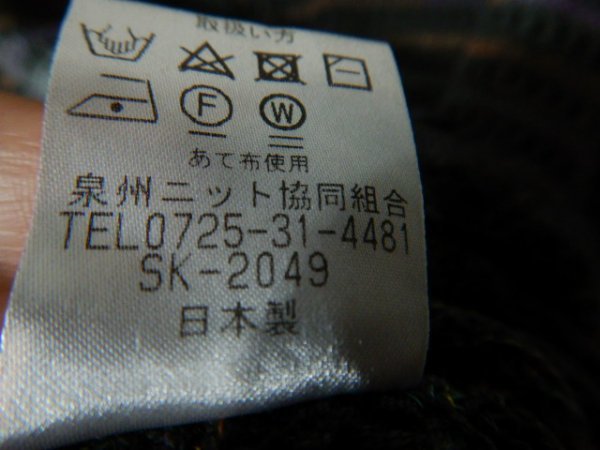 取扱い方
F W
あて布使用
泉州ニット協同組合
TEL0725-31-4481
SK-2049
日本製